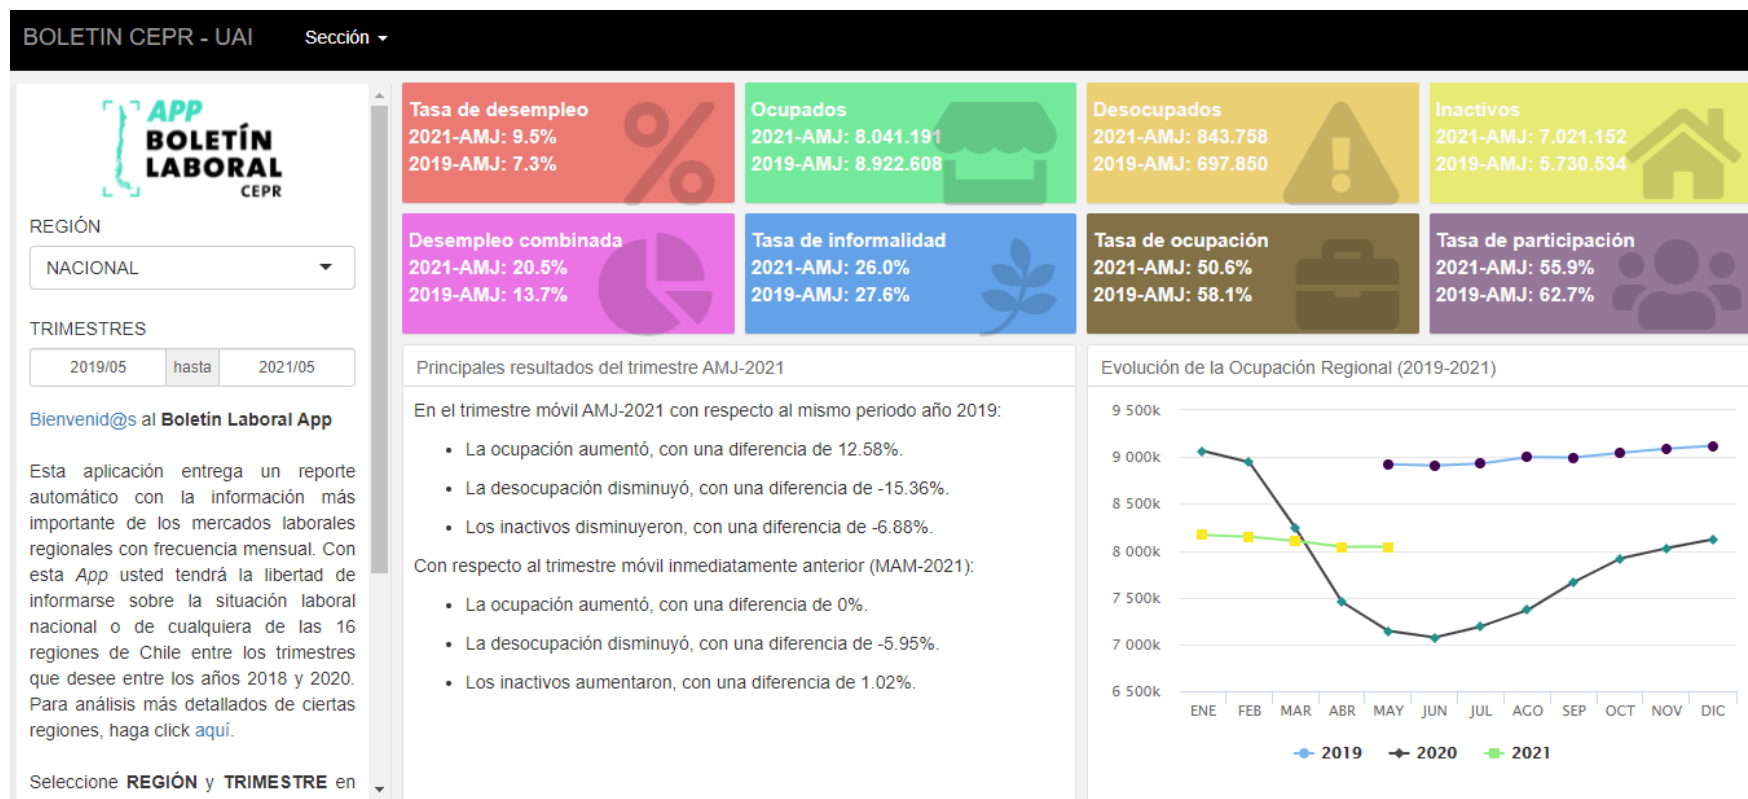 BOLETIN CEPR - UAI
Sección
APP
BOLETÍN
LABORAL
CEPR
REGIÓN
NACIONAL
TRIMESTRES
2019/05 hasta 2021/05
Bienvenid@s al Boletín Laboral App
Esta aplicación entrega un reporte
automático con la información más
importante de los mercados laborales
regionales con frecuencia mensual. Con
esta App usted tendrá la libertad de
informarse sobre la situación laboral
nacional o de cualquiera de las 16
regiones de Chile entre los trimestres
que desee entre los años 2018 y 2020.
Para análisis más detallados de ciertas
regiones, haga click aquí.
Seleccione REGIÓN y TRIMESTRE en
Tasa de desempleo
2021-AMJ: 9.5%
2019-AMJ: 7.3%
Ocupados
2021-AMJ: 8.041.191
2019-AMJ: 8.922.608
Desocupados
2021-AMJ: 843.758
2019-AMJ: 697.850
Inactivos
2021-AMJ: 7.021.152
2019-AMJ: 5.730.534
Desempleo combinada
2021-AMJ: 20.5%
2019-AMJ: 13.7%
Tasa de informalidad
2021-AMJ: 26.0%
2019-AMJ: 27.6%
Tasa de ocupación
2021-AMJ: 50.6%
2019-AMJ: 58.1%
Tasa de participación
2021-AMJ: 55.9%
2019-AMJ: 62.7%
Principales resultados del trimestre AMJ-2021
En el trimestre móvil AMJ-2021 con respecto al mismo periodo año 2019:
• La ocupación aumentó, con una diferencia de 12.58%.
• La desocupación disminuyó, con una diferencia de -15.36%.
• Los inactivos disminuyeron, con una diferencia de -6.88%.
Con respecto al trimestre móvil inmediatamente anterior (MAM-2021):
• La ocupación aumentó, con una diferencia de 0%.
• La desocupación disminuyó, con una diferencia de -5.95%.
• Los inactivos aumentaron, con una diferencia de 1.02%.
Evolución de la Ocupación Regional (2019-2021)
9 500k
9 000k
8 500k
8 000k
7 500k
7 000k
6 500k
ENE FEB MAR ABR MAY JUN JUL AGO SEP OCT NOV DIC
2019 2020 2021